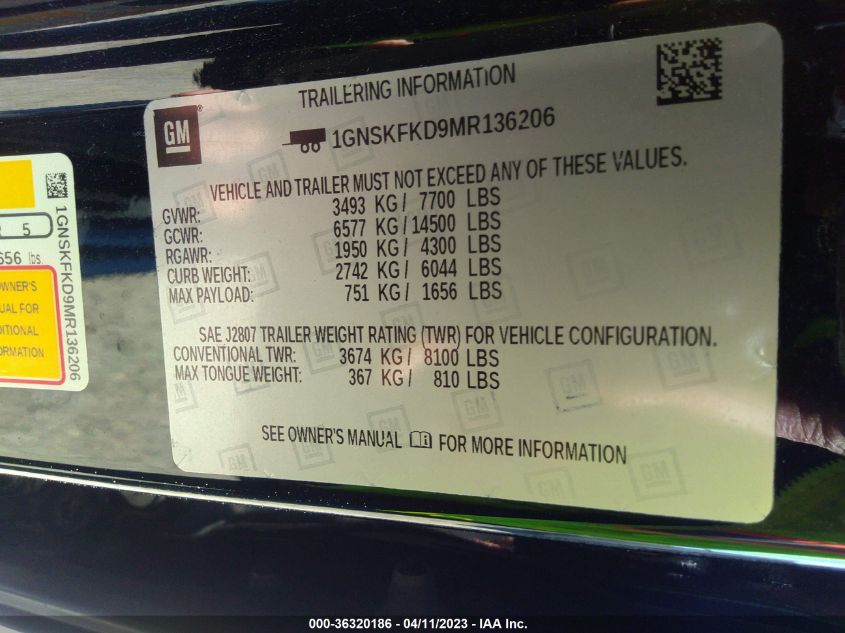 TRAILERING INFORMATION
GM
®
1GNSKFKD9MR136206
VEHICLE AND TRAILER MUST NOT EXCEED ANY OF THESE VALUES.
GVWR: 3493 KG / 7700 LBS
GCWR: 6577 KG / 14500 LBS
RGAWR: 1950 KG / 4300 LBS
CURB WEIGHT: 2742 KG / 6044 LBS
MAX PAYLOAD: 751 KG / 1656 LBS
SAE J2807 TRAILER WEIGHT RATING (TWR) FOR VEHICLE CONFIGURATION.
CONVENTIONAL TWR: 3674 KG / 8100 LBS
MAX TONGUE WEIGHT: 367 KG / 810 LBS
SEE OWNER'S MANUAL FOR MORE INFORMATION
5
656 lbs.
WNER'S
UAL FOR
DITIONAL
RMATION
1GNSKFKD9MR136206
000-36320186 - 04/11/2023 - IAA Inc.